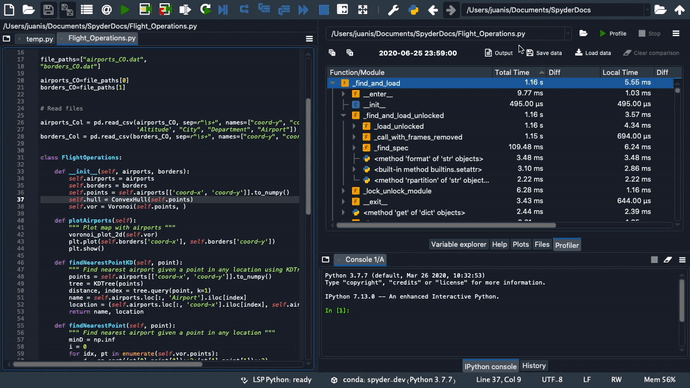 /Users/juanis/Documents/SpyderDocs
/Users/juanis/Documents/SpyderDocs/Flight_Operations.py
temp.py
Flight_Operations.py
16
17 file_paths=["airports_CO.dat",
18 "borders_CO.dat"]
19
20 airports_CO=file_paths[0]
21 borders_CO=file_paths[1]
22
23
24 # Read files
25
26 airports_Col = pd.read_csv(airports_CO, sep=r"\s+", names=["coord-y", "co
27 'Altitude', "City", "Department", "Airport"])
28 borders_Col = pd.read_csv(borders_CO, sep=r"\s+", names=["coord-x", "coor
29
30
31 class FlightOperations:
32
33 def __init__(self, airports, borders):
34 self.airports = airports
35 self.borders = borders
36 self.points = self.airports[['coord-x', 'coord-y']].to_numpy()
37 self.hull = ConvexHull(self.points)
38 self.vor = Voronoi(self.points, )
39
40 def plotAirports(self):
41 """ Plot map with airports """
42 voronoi_plot_2d(self.vor)
43 plt.plot(self.borders['coord-x'], self.borders['coord-y'])
44 plt.show()
45
46 def findNearestPointKD(self, point):
47 """ Find nearest airport given a point in any location using KDTre
48 points = self.airports[['coord-x', 'coord-y']].to_numpy()
49 tree = KDTree(points)
50 distance, index = tree.query(point, k=1)
51 name = self.airports.loc[:, 'Airport'].iloc[index]
52 location = (self.airports.loc[:, 'coord-x'].iloc[index], self.air
53 return name, location
54
55 def findNearestPoint(self, point):
56 """ Find nearest airport given a point in any location """
57 minD = np.inf
58 i = 0
59 for idx, pt in enumerate(self.vor.points):
/Users/juanis/Documents/SpyderDocs/Flight_Operations.py
Profile
Stop
2020-06-25 23:59:00
Output
Save data
Load data
Clear comparison
Function/Module Total Time Diff Local Time Diff
_find_and_load 1.16 s 5.55 ms
__enter__ 9.77 ms 1.03 ms
__init__ 495.00 µs 495.00 µs
_find_and_load_unlocked 1.16 s 3.57 ms
_load_unlocked 1.16 s 4.34 ms
_call_with_frames_removed 1.15 s 694.00 µs
_find_spec 109.48 ms 6.24 ms
<method 'format' of 'str' objects> 3.48 ms 3.48 ms
<built-in method builtins.setattr> 3.10 ms 2.86 ms
<method 'rpartition' of 'str' object... 2.22 ms 2.22 ms
_lock_unlock_module 6.28 ms 1.16 ms
__exit__ 3.43 ms 644.00 µs
<method 'get' of 'dict' objects> 2.44 ms 2.39 ms
Variable explorer
Help
Plots
Files
Profiler
Console 1/A
Python 3.7.7 (default, Mar 26 2020, 10:32:53)
Type "copyright", "credits" or "license" for more information.
IPython 7.13.0 -- An enhanced Interactive Python.
In [1]:
IPython console
History
LSP Python: ready
conda: spyder-dev (Python 3.7.7)
Line 37, Col 9
UTF-8
LF
RW
Mem 56%